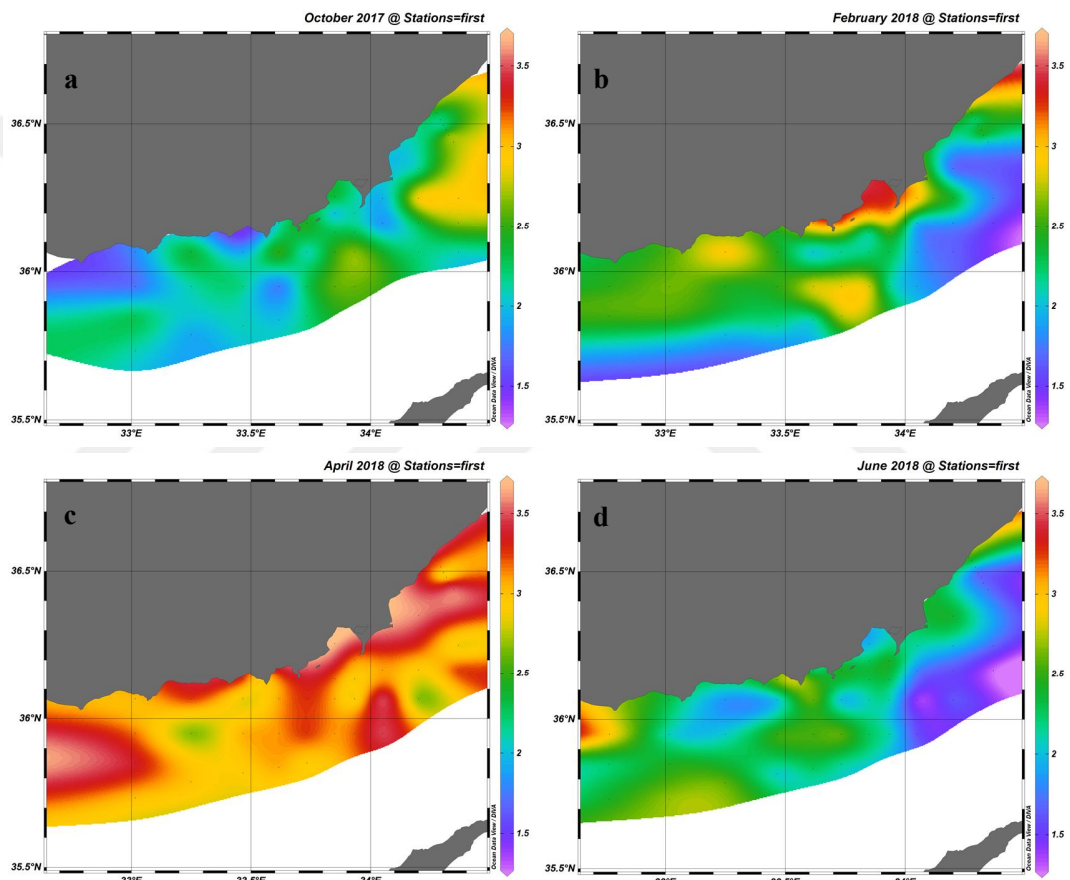 October 2017 @ Stations=first
a
3.5
3
2.5
2
1.5
36.5°N
36°N
35.5°N
33°E
33.5°E
34°E
Ocean Data View / DIVA
February 2018 @ Stations=first
b
3.5
3
2.5
2
1.5
36.5°N
36°N
35.5°N
33°E
33.5°E
34°E
Ocean Data View / DIVA
April 2018 @ Stations=first
c
3.5
3
2.5
2
1.5
36.5°N
36°N
35.5°N
Ocean Data View / DIVA
June 2018 @ Stations=first
d
3.5
3
2.5
2
1.5
36.5°N
36°N
35.5°N
Ocean Data View / DIVA